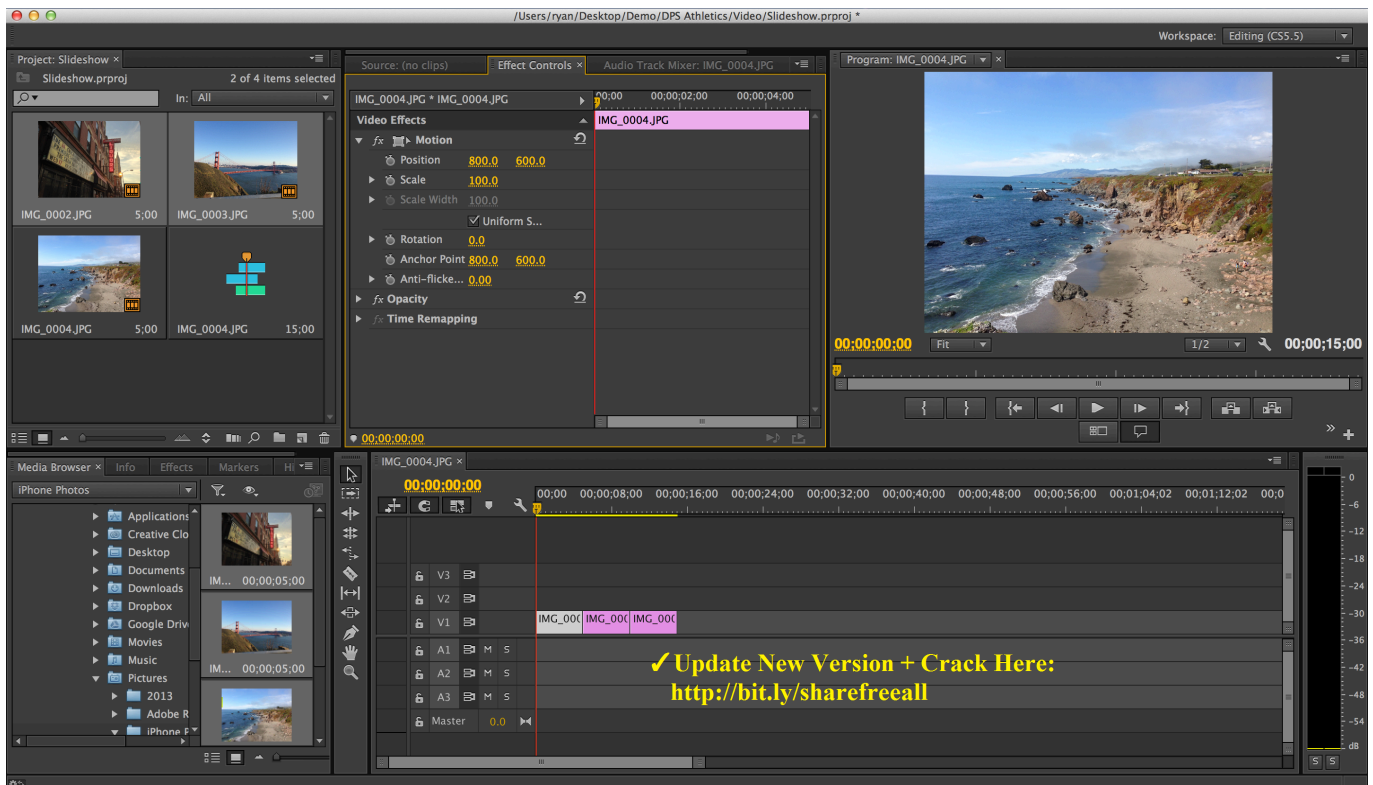 /Users/ryan/Desktop/Demo/DPS Athletics/Video/Slideshow.prproj *
Workspace: Editing (CS5.5)
Project: Slideshow ×
Slideshow.prproj 2 of 4 items selected
In: All
IMG_0002.JPG 5;00 IMG_0003.JPG 5;00
IMG_0004.JPG 5;00 IMG_0004.JPG 15;00
Source: (no clips) Effect Controls × Audio Track Mixer: IMG_0004.JPG
IMG_0004.JPG * IMG_0004.JPG 00;00 00;00;02;00 00;00;04;00
Video Effects IMG_0004.JPG
fx Motion
Position 800.0 600.0
Scale 100.0
Scale Width 100.0
Uniform S...
Rotation 0.0
Anchor Point 800.0 600.0
Anti-flicke... 0.00
fx Opacity
fx Time Remapping
00;00;00;00
Program: IMG_0004.JPG ×
00;00;00;00 Fit 1/2 00;00;15;00
Media Browser × Info Effects Markers Hi
iPhone Photos
Applications
Creative Clo
Desktop
Documents
Downloads
Dropbox
Google Driv
Movies
Music
Pictures
2013
Adobe R
iPhone P
IM... 00;00;05;00
IM... 00;00;05;00
IMG_0004.JPG ×
00;00;00;00
00;00 00;00;08;00 00;00;16;00 00;00;24;00 00;00;32;00 00;00;40;00 00;00;48;00 00;00;56;00 00;01;04;02 00;01;12;02 00;0
V3
V2
V1 IMG_000 IMG_000 IMG_000
A1 M S
A2 M S
A3 M S
Master 0.0
✓Update New Version + Crack Here:
http://bit.ly/sharefreeall
0
-6
-12
-18
-24
-30
-36
-42
-48
-54
dB
S S